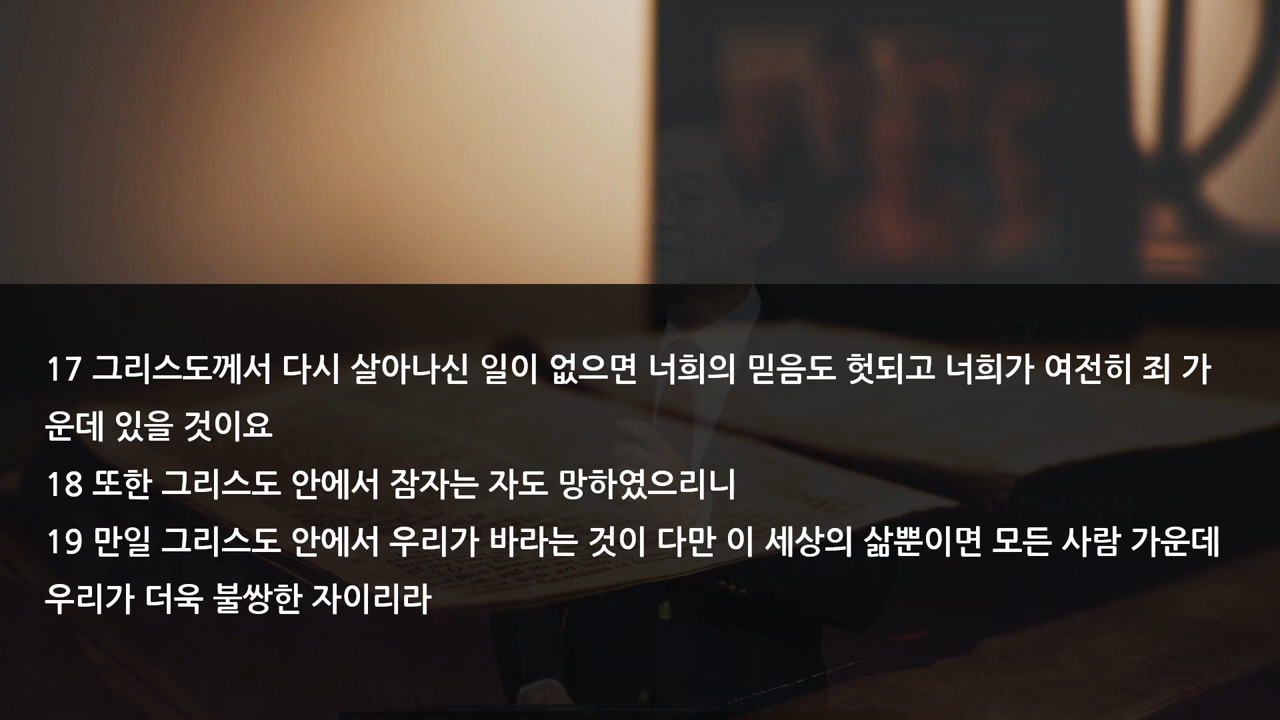 17 그리스도께서 다시 살아나신 일이 없으면 너희의 믿음도 헛되고 너희가 여전히 죄 가
운데 있을 것이요
18 또한 그리스도 안에서 잠자는 자도 망하였으리니
19 만일 그리스도 안에서 우리가 바라는 것이 다만 이 세상의 삶뿐이면 모든 사람 가운데
우리가 더욱 불쌍한 자이리라